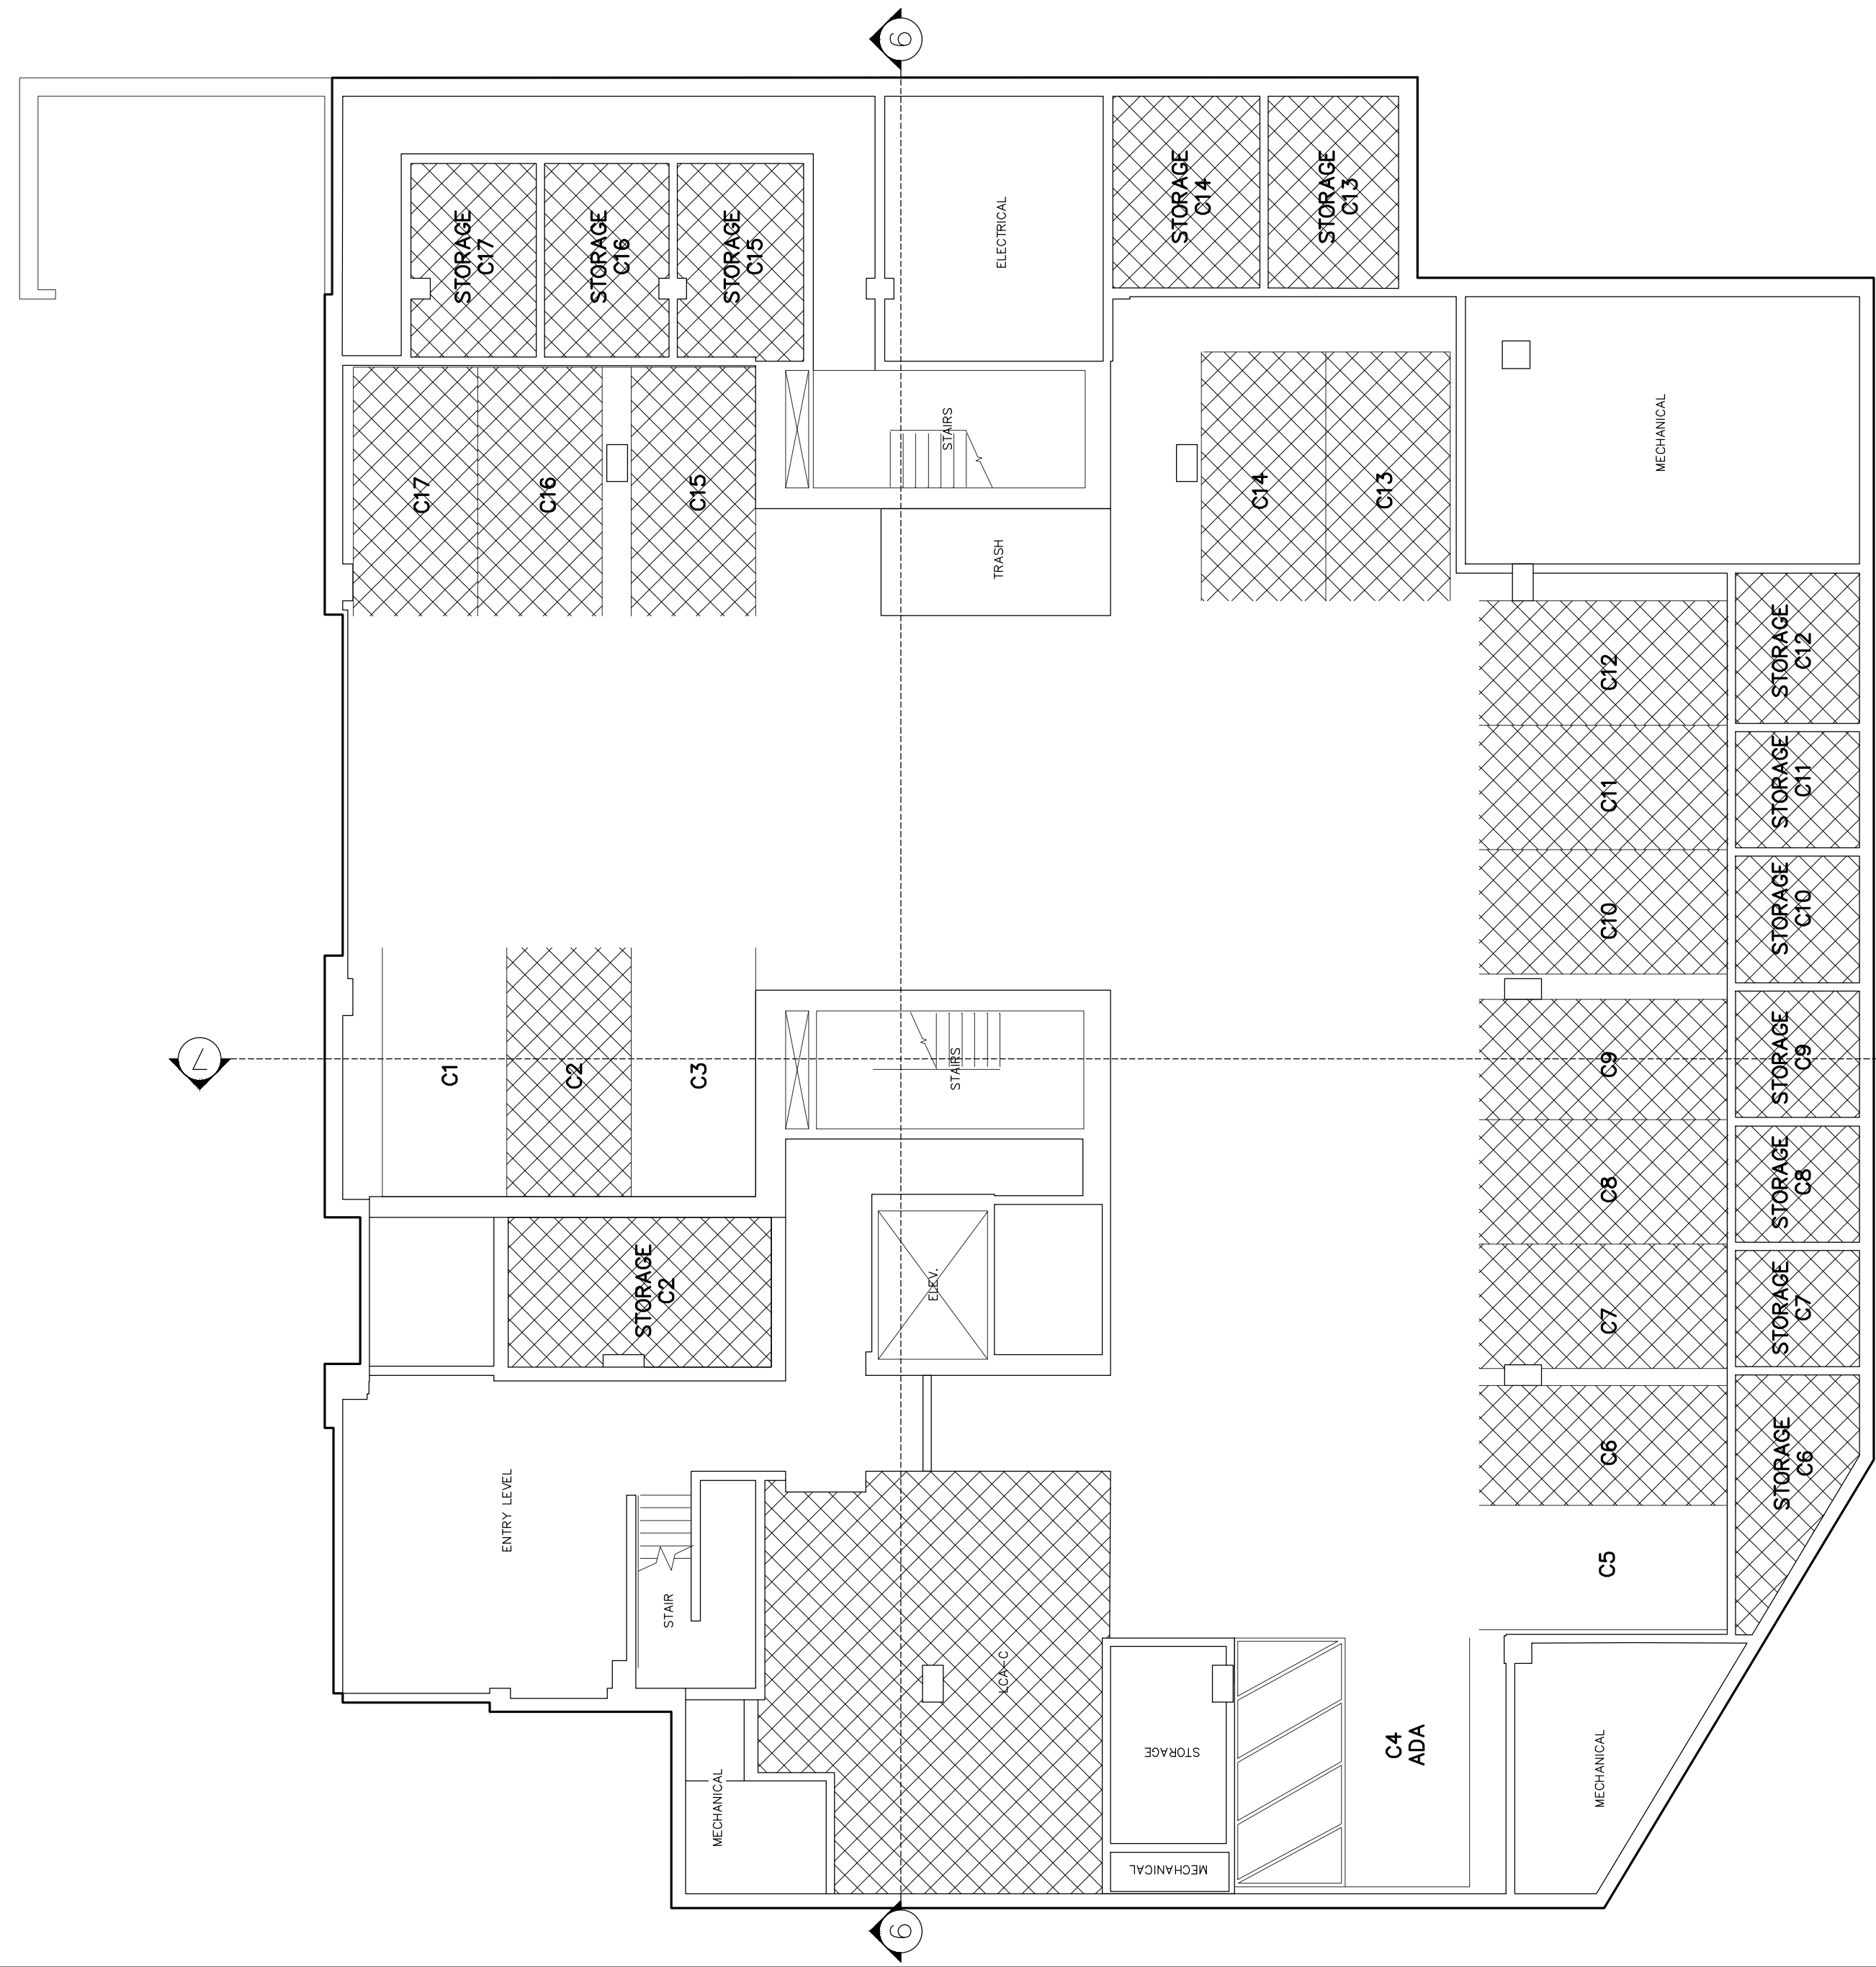 6
STORAGE
C17
STORAGE
C16
STORAGE
C15
ELECTRICAL
STORAGE
C14
STORAGE
C13
C17
C16
C15
STAIRS
TRASH
C14
C13
MECHANICAL
C12
STORAGE
C12
C11
STORAGE
C11
C10
STORAGE
C10
7
C1
C2
C3
STAIRS
C9
STORAGE
C9
C8
STORAGE
C8
STORAGE
C2
ELEV.
C7
STORAGE
C7
C6
STORAGE
C6
ENTRY LEVEL
STAIR
C5
LCA-C
STORAGE
C4
ADA
MECHANICAL
MECHANICAL
MECHANICAL
6